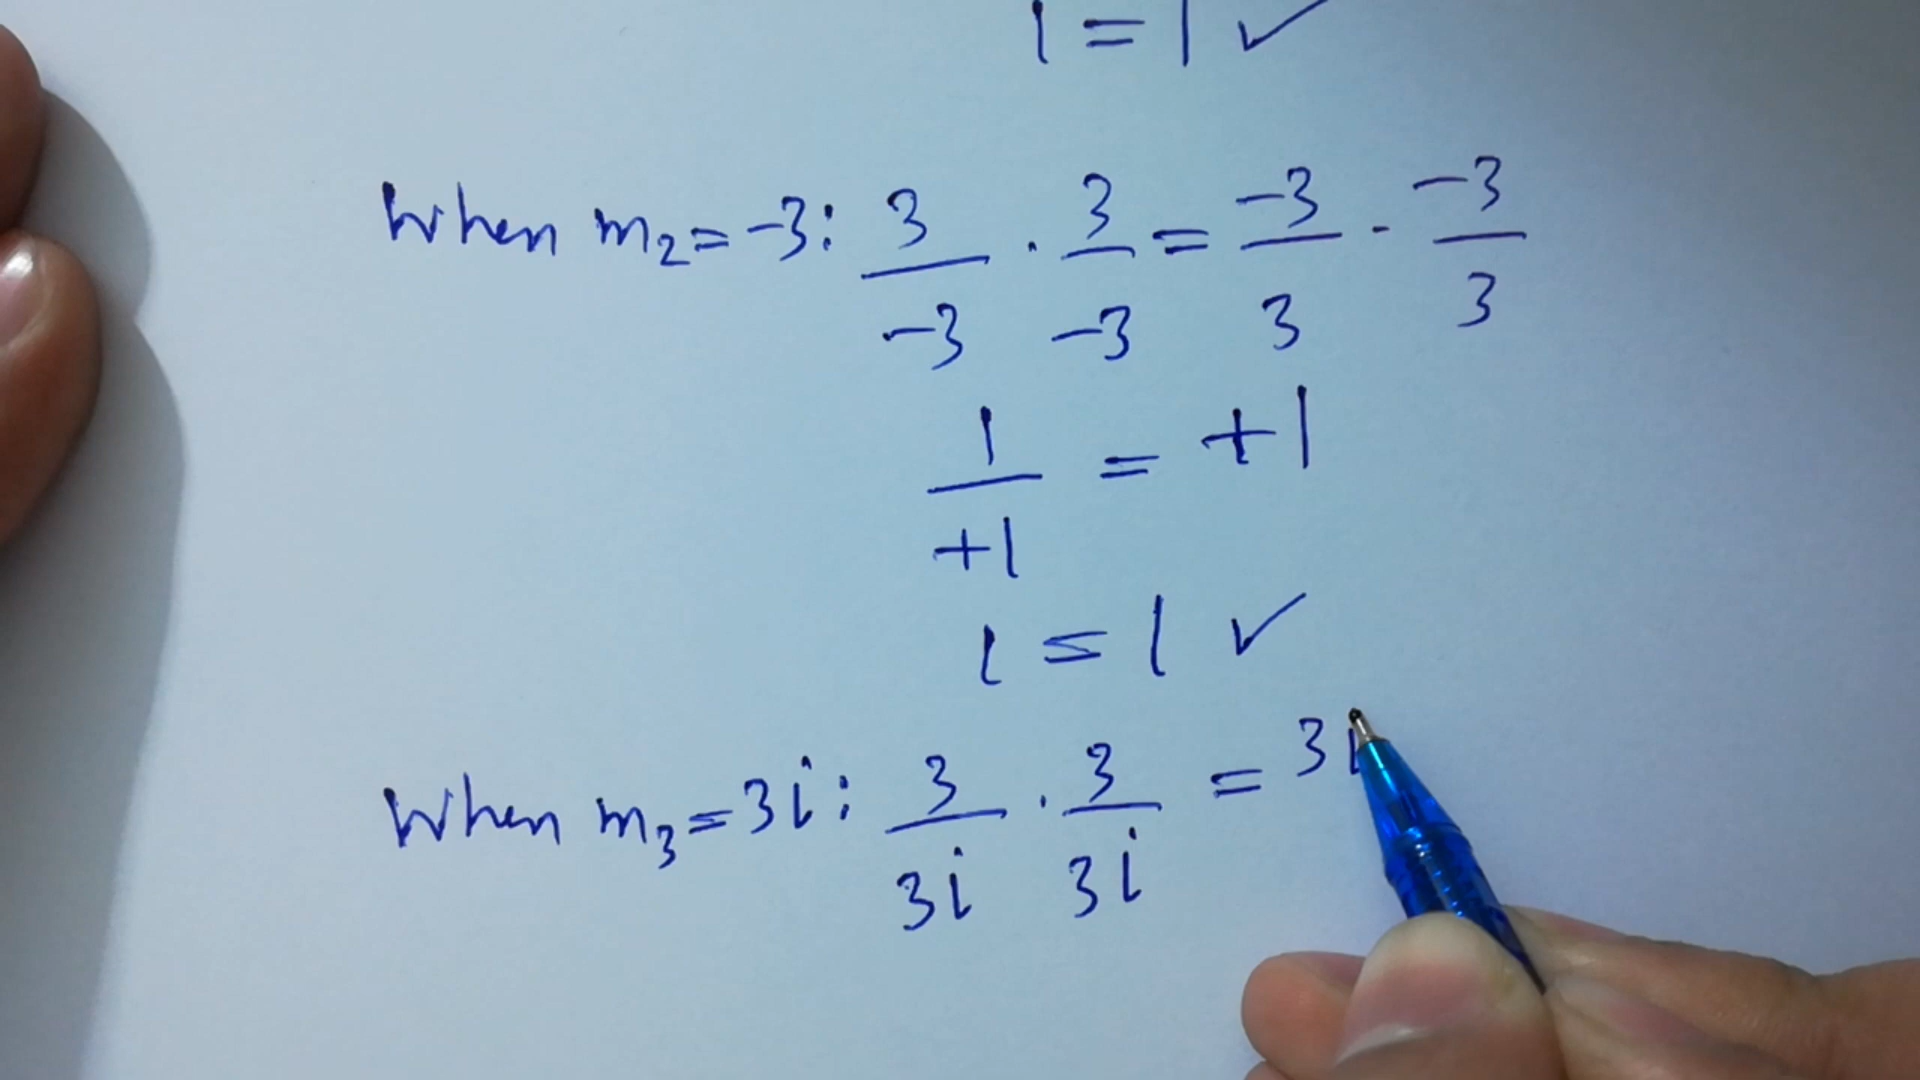 1 = 1 ✓
When m₂ = -3: 3/-3 · 3/-3 = -3/3 · -3/3
1/+1 = +1
1 = 1 ✓
When m₃ = 3i: 3/3i · 3/3i = 3i